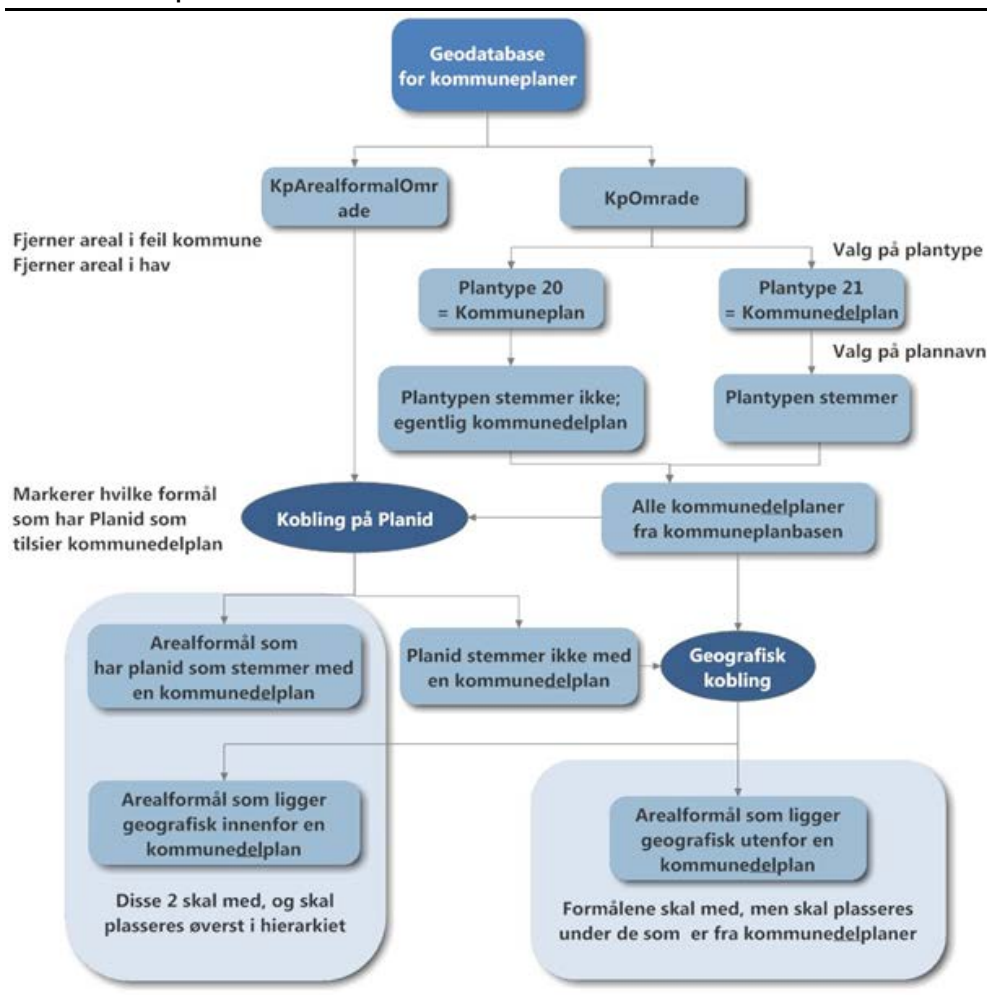 Geodatabase
for kommuneplaner
KpArealformalOmr
ade
KpOmrade
Fjerner areal i feil kommune
Fjerner areal i hav
Valg på plantype
Plantype 20
= Kommuneplan
Plantype 21
= Kommunedelplan
Valg på plannavn
Plantypen stemmer ikke;
egentlig kommunedelplan
Plantypen stemmer
Markerer hvilke formål
som har Planid som
tilsier kommunedelplan
Kobling på Planid
Alle kommunedelplaner
fra kommuneplanbasen
Arealformål som
har planid som stemmer med
en kommunedelplan
Planid stemmer ikke med
en kommunedelplan
Geografisk
kobling
Arealformål som ligger
geografisk innenfor en
kommunedelplan
Arealformål som ligger
geografisk utenfor en
kommunedelplan
Disse 2 skal med, og skal
plasseres øverst i hierarkiet
Formålene skal med, men skal plasseres
under de som er fra kommunedelplaner